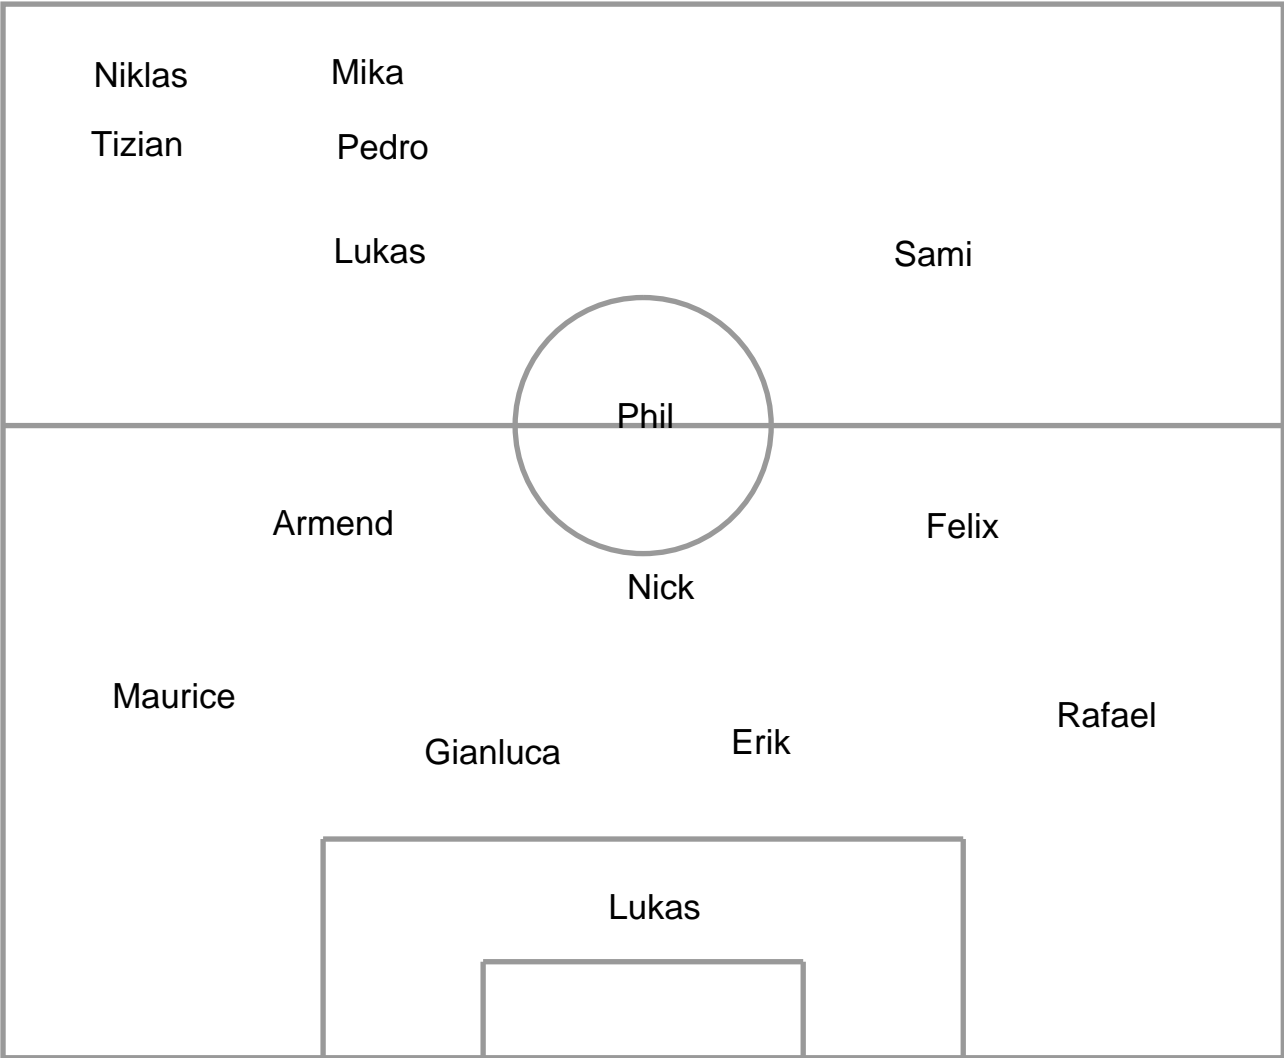 Niklas
Mika
Tizian
Pedro
Lukas
Sami
Phil
Armend
Felix
Nick
Maurice
Rafael
Gianluca
Erik
Lukas